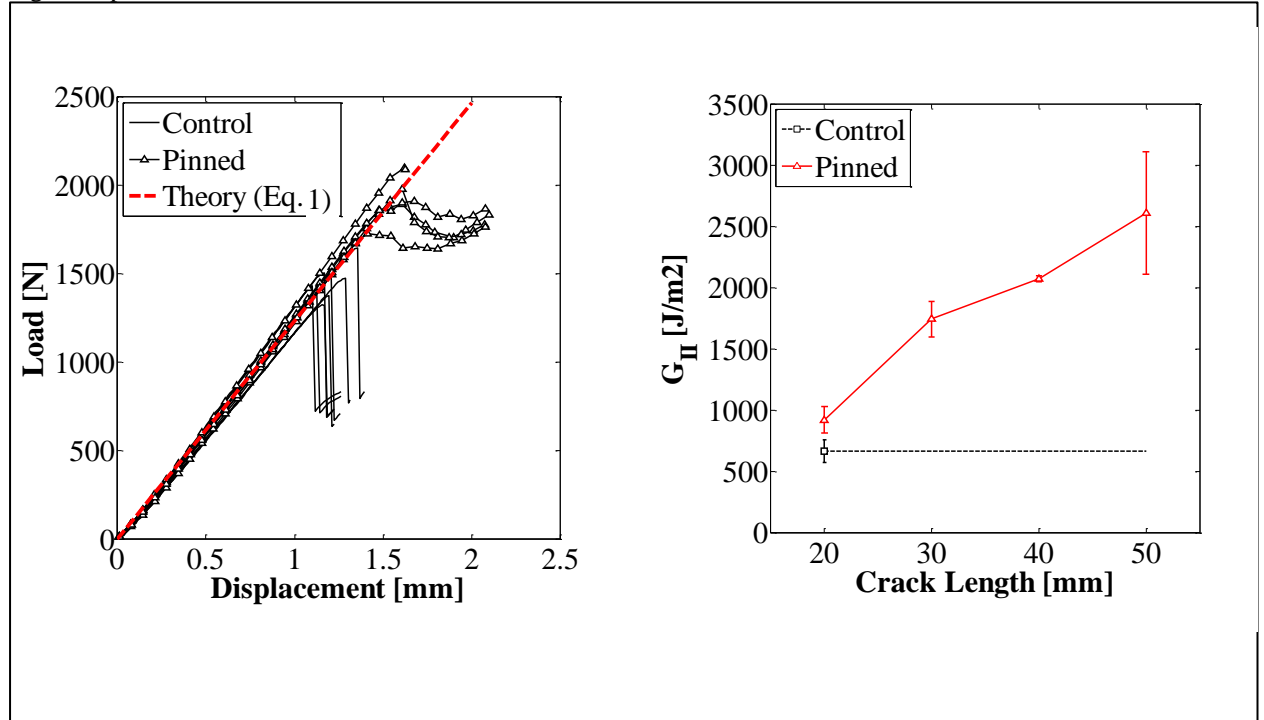 2500
2000
1500
1000
500
0
Load [N]
Control
Pinned
Theory (Eq. 1)
0 0.5 1 1.5 2 2.5
Displacement [mm]
3500
3000
2500
2000
1500
1000
500
0
G_II [J/m2]
Control
Pinned
20 30 40 50
Crack Length [mm]